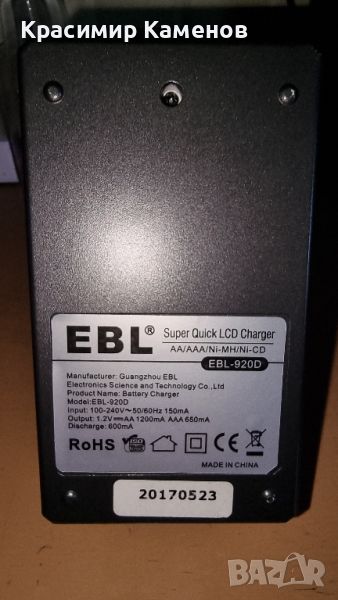 Красимир Каменов
EBL®
Super Quick LCD Charger
AA/AAA/Ni-MH/Ni-CD
EBL-920D
Manufacturer: Guangzhou EBL
Electronics Science and Technology Co.,Ltd
Product Name: Battery Charger
Model:EBL-920D
Input: 100-240V~50/60Hz 150mA
Output: 1.2V⎓AA 1200mA AAA 650mA
Discharge: 600mA
RoHS
CE
MADE IN CHINA
20170523
BAZAR